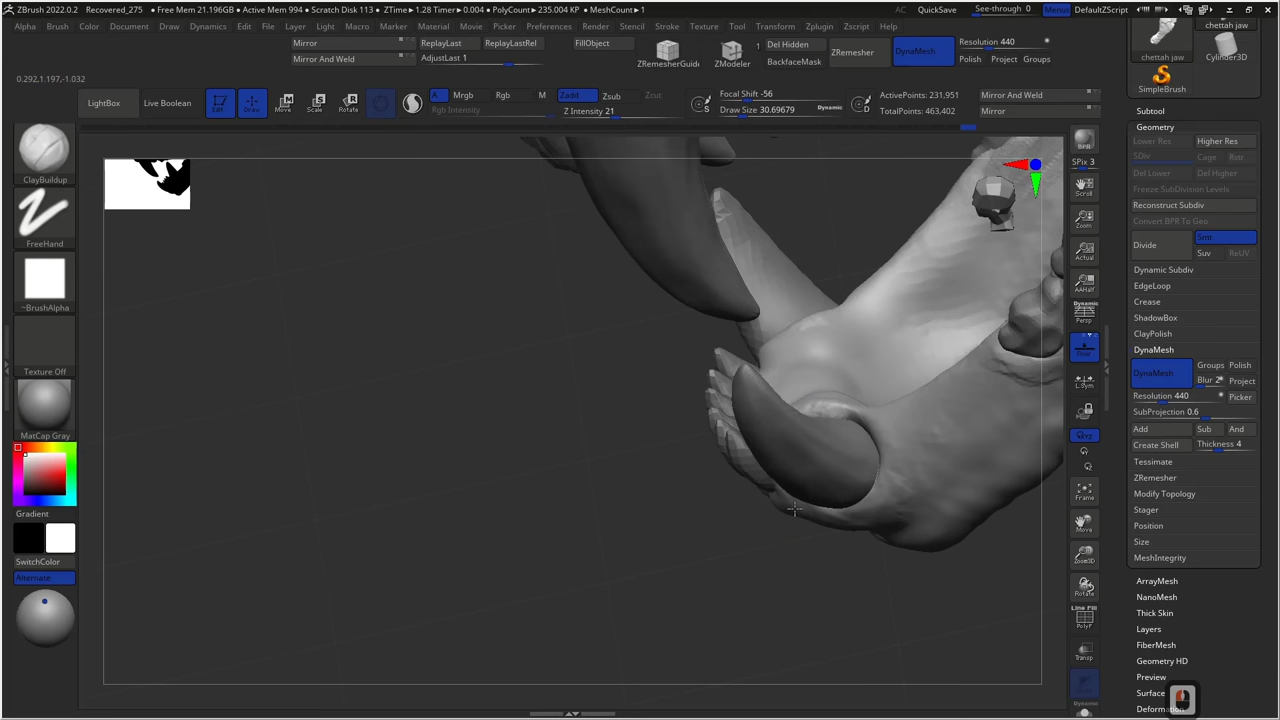 ZBrush 2022.0.2 Recovered_275 • Free Mem 21.196GB • Active Mem 994 • Scratch Disk 113 • ZTime▸1.28 Timer▸0.004 • PolyCount▸235.004 KP • MeshCount▸1 AC QuickSave See-through 0 Menus DefaultZScript
Alpha Brush Color Document Draw Dynamics Edit File Layer Light Macro Marker Material Movie Picker Preferences Render Stencil Stroke Texture Tool Transform Zplugin Zscript Help
chettah jaw
Mirror ReplayLast ReplayLastRel FillObject Del Hidden Resolution 440
ZRemesher DynaMesh
Mirror And Weld AdjustLast 1 ZRemesherGuide ZModeler BackfaceMask Polish Project Groups
1
chettah jaw Cylinder3D
0.292,1.197,-1.032
SimpleBrush
LightBox Live Boolean Edit Draw Move Scale Rotate A Mrgb Rgb M Zadd Zsub Zcut Focal Shift -56 ActivePoints: 231,951 Mirror And Weld
Rgb Intensity Z Intensity 21 S Draw Size 30.69679 Dynamic D TotalPoints: 463,402 Mirror
Subtool
Geometry
Lower Res Higher Res
SDiv Cage Rstr
Del Lower Del Higher
Freeze SubDivision Levels
Reconstruct Subdiv
Convert BPR To Geo
Divide Smt
Suv ReUV
Dynamic Subdiv
EdgeLoop
Crease
ShadowBox
ClayPolish
DynaMesh
DynaMesh Groups Polish
Blur 2 Project
Resolution 440 Picker
SubProjection 0.6
Add Sub And
Create Shell Thickness 4
Tessimate
ZRemesher
Modify Topology
Stager
Position
Size
MeshIntegrity
ArrayMesh
NanoMesh
Thick Skin
Layers
FiberMesh
Geometry HD
Preview
Surface
Deformation
ClayBuildup
FreeHand
~BrushAlpha
Texture Off
MatCap Gray
Gradient
SwitchColor
Alternate
BPR
SPix 3
Scroll
Zoom
Actual
AAHalf
Dynamic
Persp
Floor
L.Sym
Frame
Move
Zoom3D
Rotate
Line Fill
PolyF
Transp
Dynamic